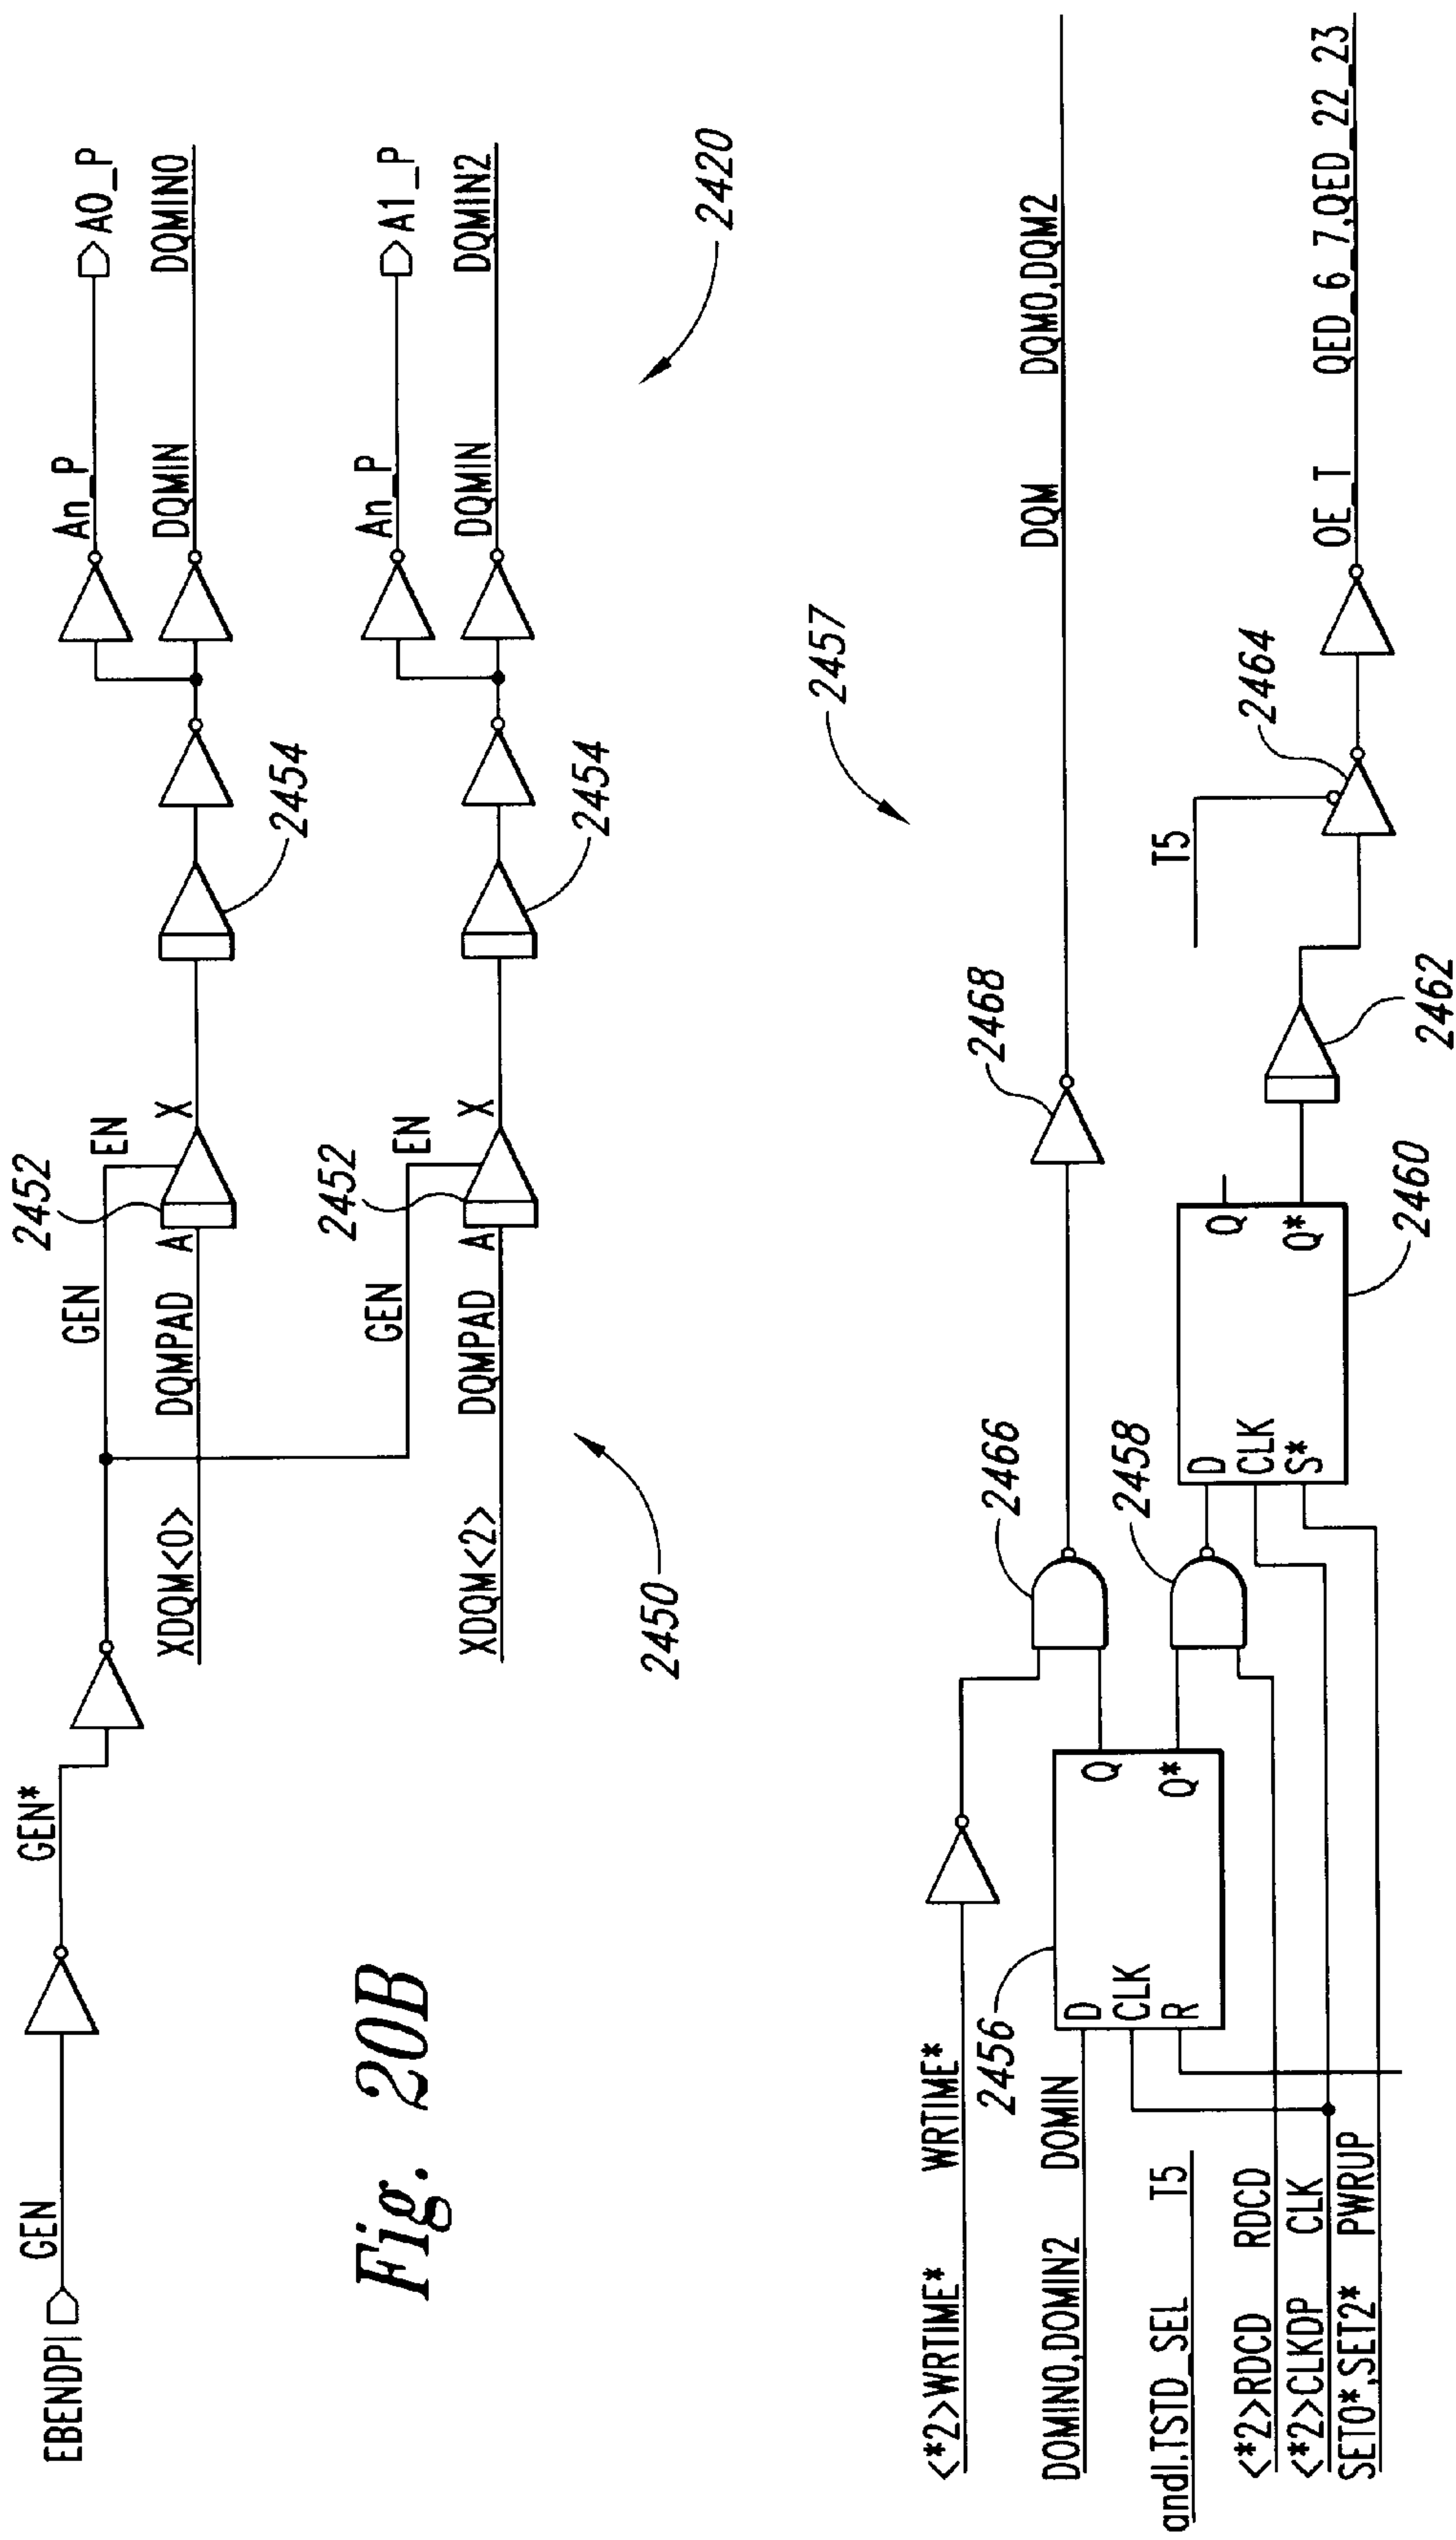 EBENDPI
GEN
GEN*
GEN
EN
An_P
A0_P
2452
XDQM<0>
DQMPAD
A
X
2454
DQMIN
DQMIN0
GEN
EN
An_P
A1_P
2452
XDQM<2>
DQMPAD
A
X
2454
DQMIN
DQMIN2
2450
2420
Fig. 20B
2457
<*2>WRTIME*
WRTIME*
2466
2468
DQM
DQM0,DQM2
2456
DOMIN0,DOMIN2
DOMIN
D
CLK
R
Q
Q*
2458
andI.TSTD_SEL
T5
T5
2464
<*2>RDCD
RDCD
<*2>CLKDP
CLK
SET0*,SET2*
PWRUP
D
CLK
S*
Q
Q*
2460
2462
OE_T
QED_6_7,QED_22_23